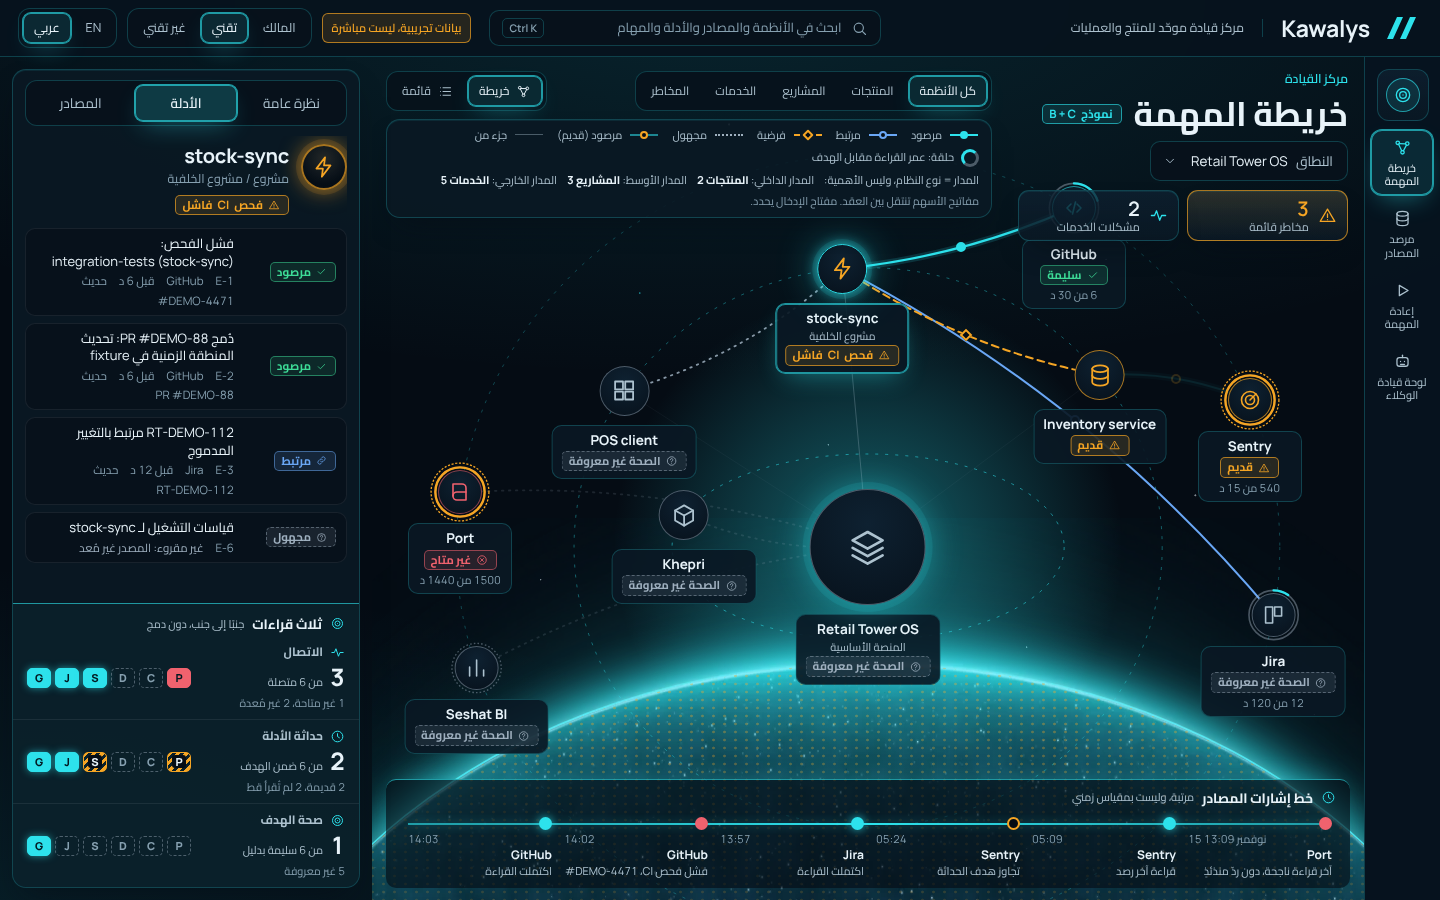 Kawalys
مركز قيادة موحّد للمنتج والعمليات
ابحث في الأنظمة والمصادر والأدلة والمهام
Ctrl K
بيانات تجريبية، ليست مباشرة
المالك
تقني
غير تقني
EN
عربي
خريطة المهمة
مرصد المصادر
إعادة المهمة
لوحة قيادة الوكلاء
مركز القيادة
خريطة المهمة
نموذج B+C
النطاق Retail Tower OS
3
مخاطر قائمة
2
مشكلات الخدمات
كل الأنظمة
المنتجات
المشاريع
الخدمات
المخاطر
خريطة
قائمة
مرصود
مرتبط
فرضية
مجهول
مرصود (قديم)
جزء من
حلقة: عمر القراءة مقابل الهدف
المدار = نوع النظام، وليس الأهمية: المدار الداخلي: المنتجات 2 المدار الأوسط: المشاريع 3 المدار الخارجي: الخدمات 5
مفاتيح الأسهم تنتقل بين العقد. مفتاح الإدخال يحدد.
GitHub
سليمة
6 من 30 د
stock-sync
مشروع الخلفية
فحص CI فاشل
Inventory service
قديم
Sentry
قديم
540 من 15 د
POS client
الصحة غير معروفة
Port
غير متاح
1500 من 1440 د
Khepri
الصحة غير معروفة
Retail Tower OS
المنصة الأساسية
الصحة غير معروفة
Jira
الصحة غير معروفة
12 من 120 د
Seshat BI
الصحة غير معروفة
خط إشارات المصادر
مرتبة، وليست بمقياس زمني
15 نوفمبر 13:09
Port
آخر قراءة ناجحة، دون ردّ منذئذٍ
05:09
Sentry
قراءة آخر رصد
05:24
Sentry
تجاوز هدف الحداثة
13:57
Jira
اكتملت القراءة
14:02
GitHub
فشل فحص CI، #DEMO-4471
14:03
GitHub
اكتملت القراءة
نظرة عامة
الأدلة
المصادر
stock-sync
مشروع / مشروع الخلفية
فحص CI فاشل
فشل الفحص:
integration-tests (stock-sync)
E-1 GitHub قبل 6 د حديث
#DEMO-4471
مرصود
دُمج PR #DEMO-88: تحديث
المنطقة الزمنية في fixture
E-2 GitHub قبل 6 د حديث
PR #DEMO-88
مرصود
RT-DEMO-112 مرتبط بالتغيير
المدموج
E-3 Jira قبل 12 د حديث
RT-DEMO-112
مرتبط
قياسات التشغيل لـ stock-sync
E-6 غير مقروء: المصدر غير مُعد
مجهول
ثلاث قراءات
جنبًا إلى جنب، دون دمج
الاتصال
3 من 6 متصلة
1 غير متاحة، 2 غير مُعدة
G J S D C P
حداثة الأدلة
2 من 6 ضمن الهدف
2 قديمة، 2 لم تُقرأ قط
G J S D C P
صحة الهدف
1 من 6 سليمة بدليل
5 غير معروفة
G J S D C P